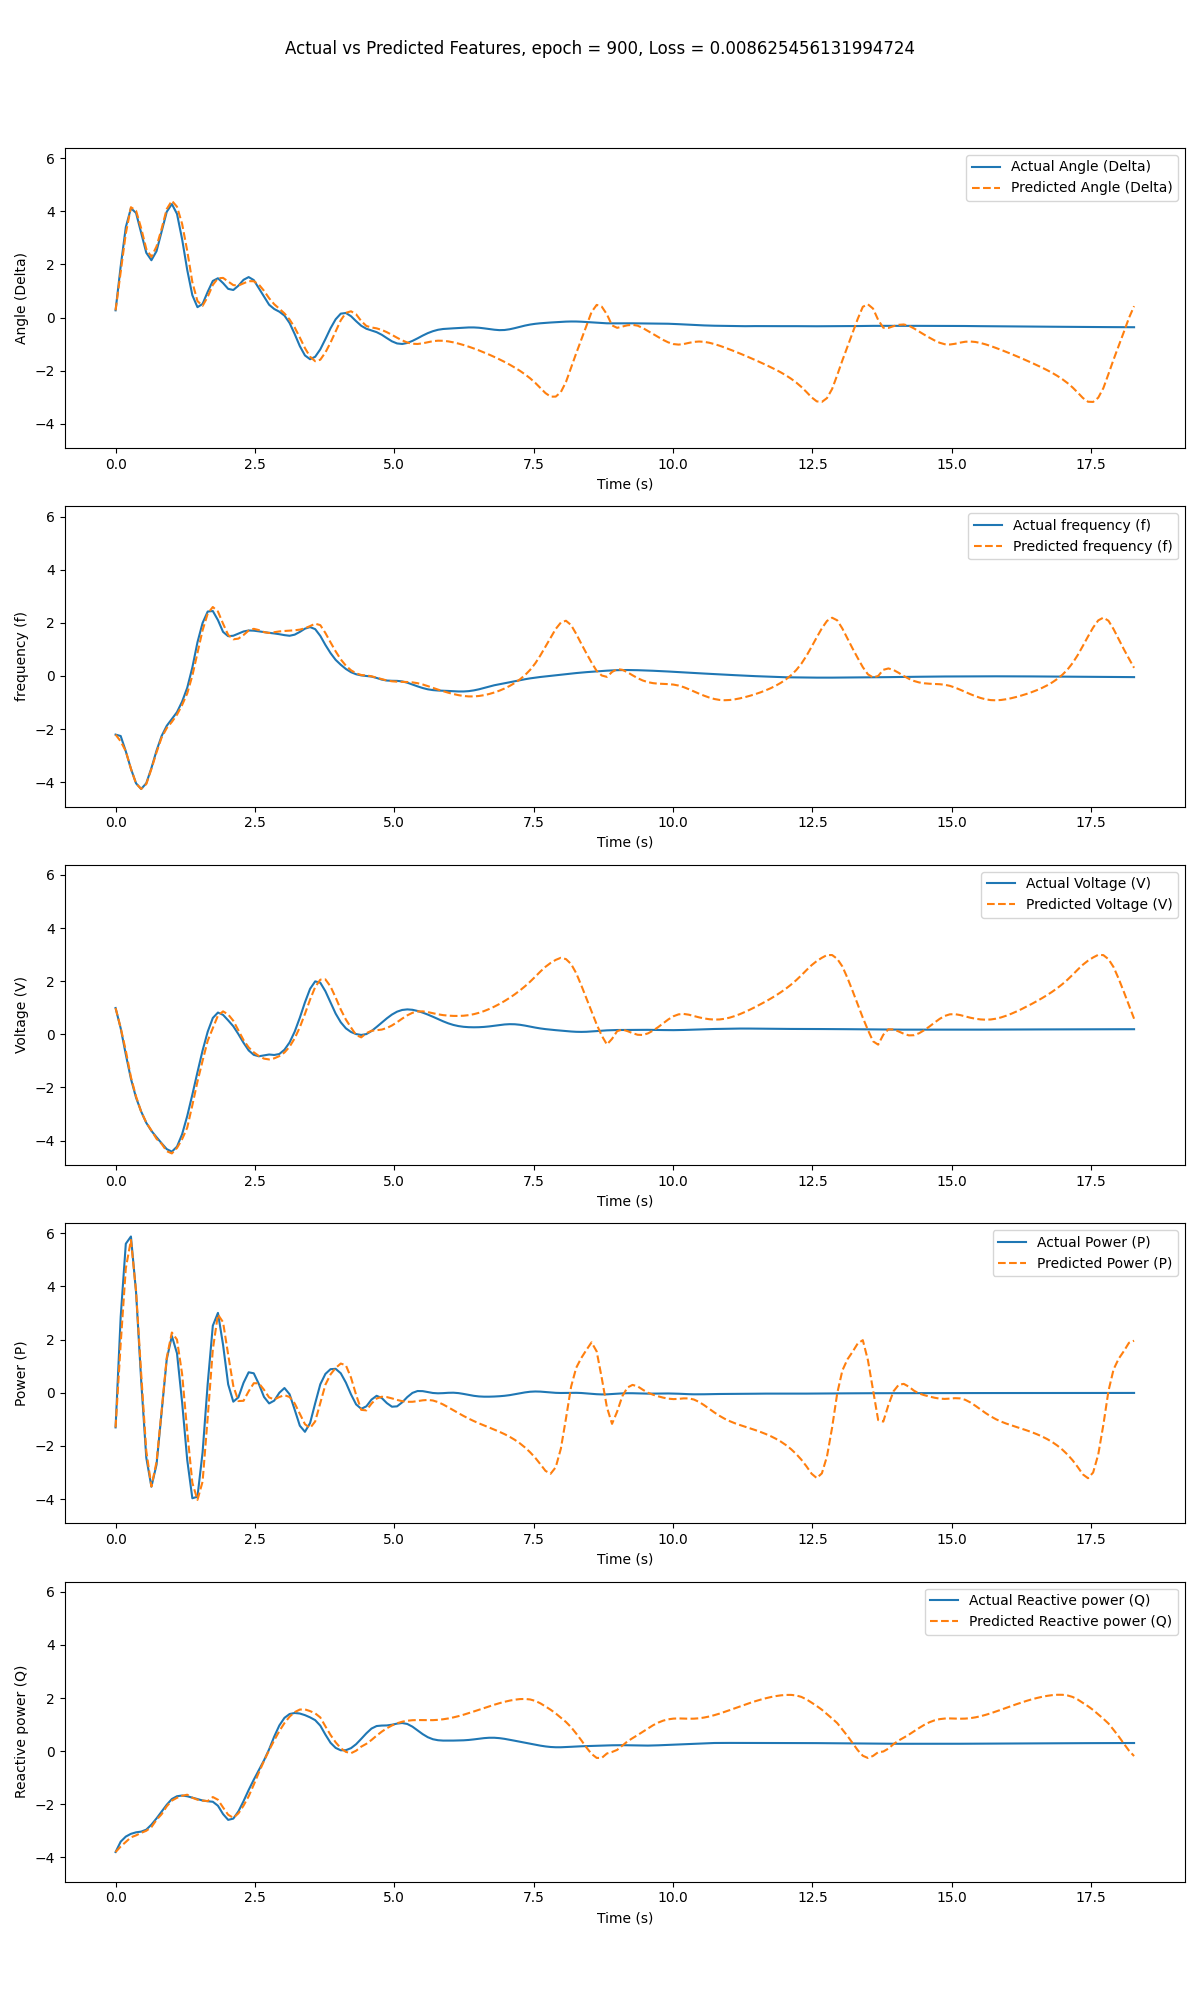 Actual vs Predicted Features, epoch = 900, Loss = 0.008625456131994724
6
4
2
0
−2
−4
Angle (Delta)
Actual Angle (Delta)
Predicted Angle (Delta)
0.0 2.5 5.0 7.5 10.0 12.5 15.0 17.5
Time (s)
6
4
2
0
−2
−4
frequency (f)
Actual frequency (f)
Predicted frequency (f)
0.0 2.5 5.0 7.5 10.0 12.5 15.0 17.5
Time (s)
6
4
2
0
−2
−4
Voltage (V)
Actual Voltage (V)
Predicted Voltage (V)
0.0 2.5 5.0 7.5 10.0 12.5 15.0 17.5
Time (s)
6
4
2
0
−2
−4
Power (P)
Actual Power (P)
Predicted Power (P)
0.0 2.5 5.0 7.5 10.0 12.5 15.0 17.5
Time (s)
6
4
2
0
−2
−4
Reactive power (Q)
Actual Reactive power (Q)
Predicted Reactive power (Q)
0.0 2.5 5.0 7.5 10.0 12.5 15.0 17.5
Time (s)